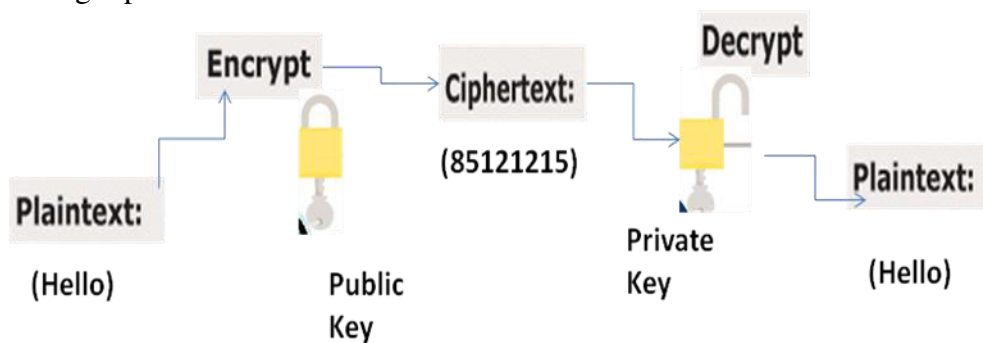 Encrypt
Decrypt
Ciphertext:
(85121215)
Plaintext:
Plaintext:
(Hello)
Public
Key
Private
Key
(Hello)